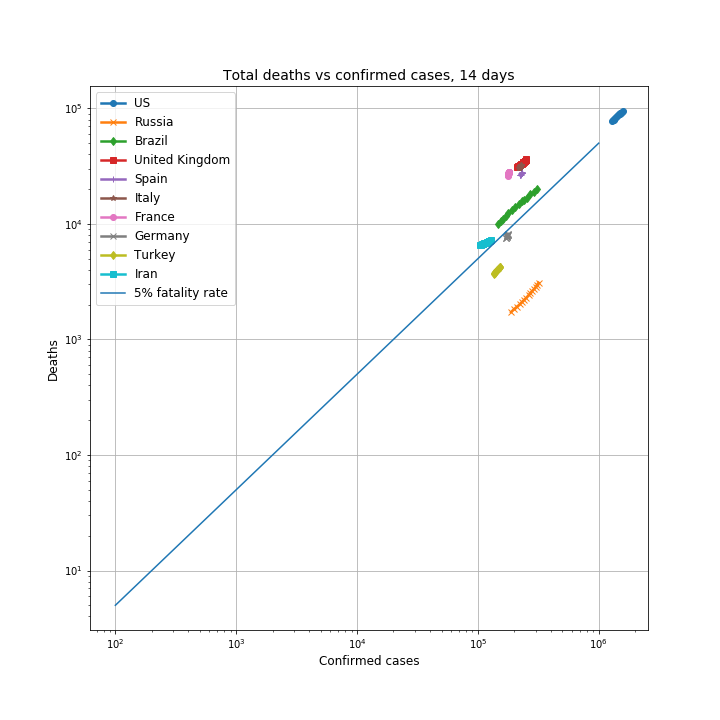 Total deaths vs confirmed cases, 14 days
US
Russia
Brazil
United Kingdom
Spain
Italy
France
Germany
Turkey
Iran
5% fatality rate
Deaths
10⁵
10⁴
10³
10²
10¹
10² 10³ 10⁴ 10⁵ 10⁶
Confirmed cases